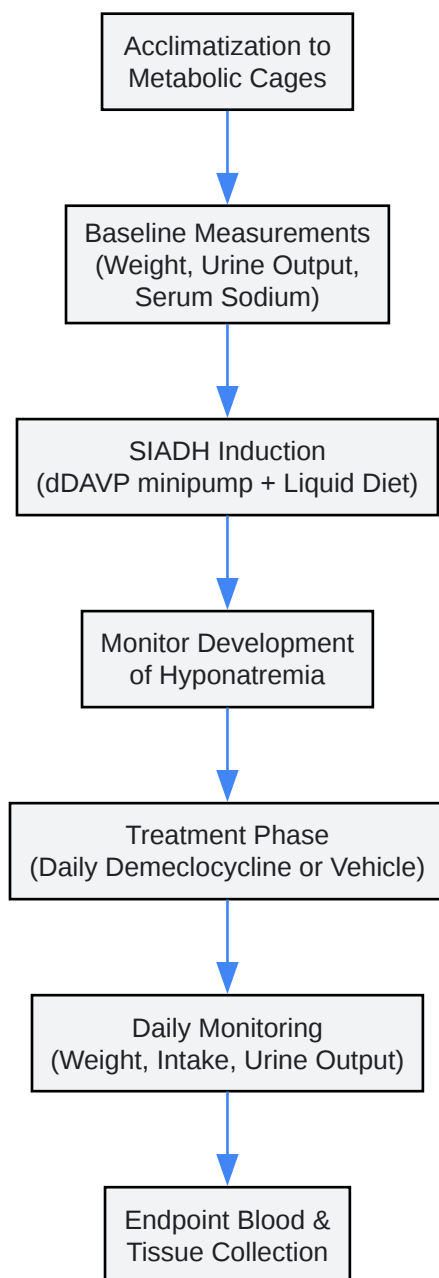 Acclimatization to
Metabolic Cages
Baseline Measurements
(Weight, Urine Output,
Serum Sodium)
SIADH Induction
(dDAVP minipump + Liquid Diet)
Monitor Development
of Hyponatremia
Treatment Phase
(Daily Demeclocycline or Vehicle)
Daily Monitoring
(Weight, Intake, Urine Output)
Endpoint Blood &
Tissue Collection